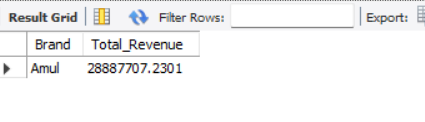 Result Grid Filter Rows: Export:
Brand Total_Revenue
Amul 28887707.2301